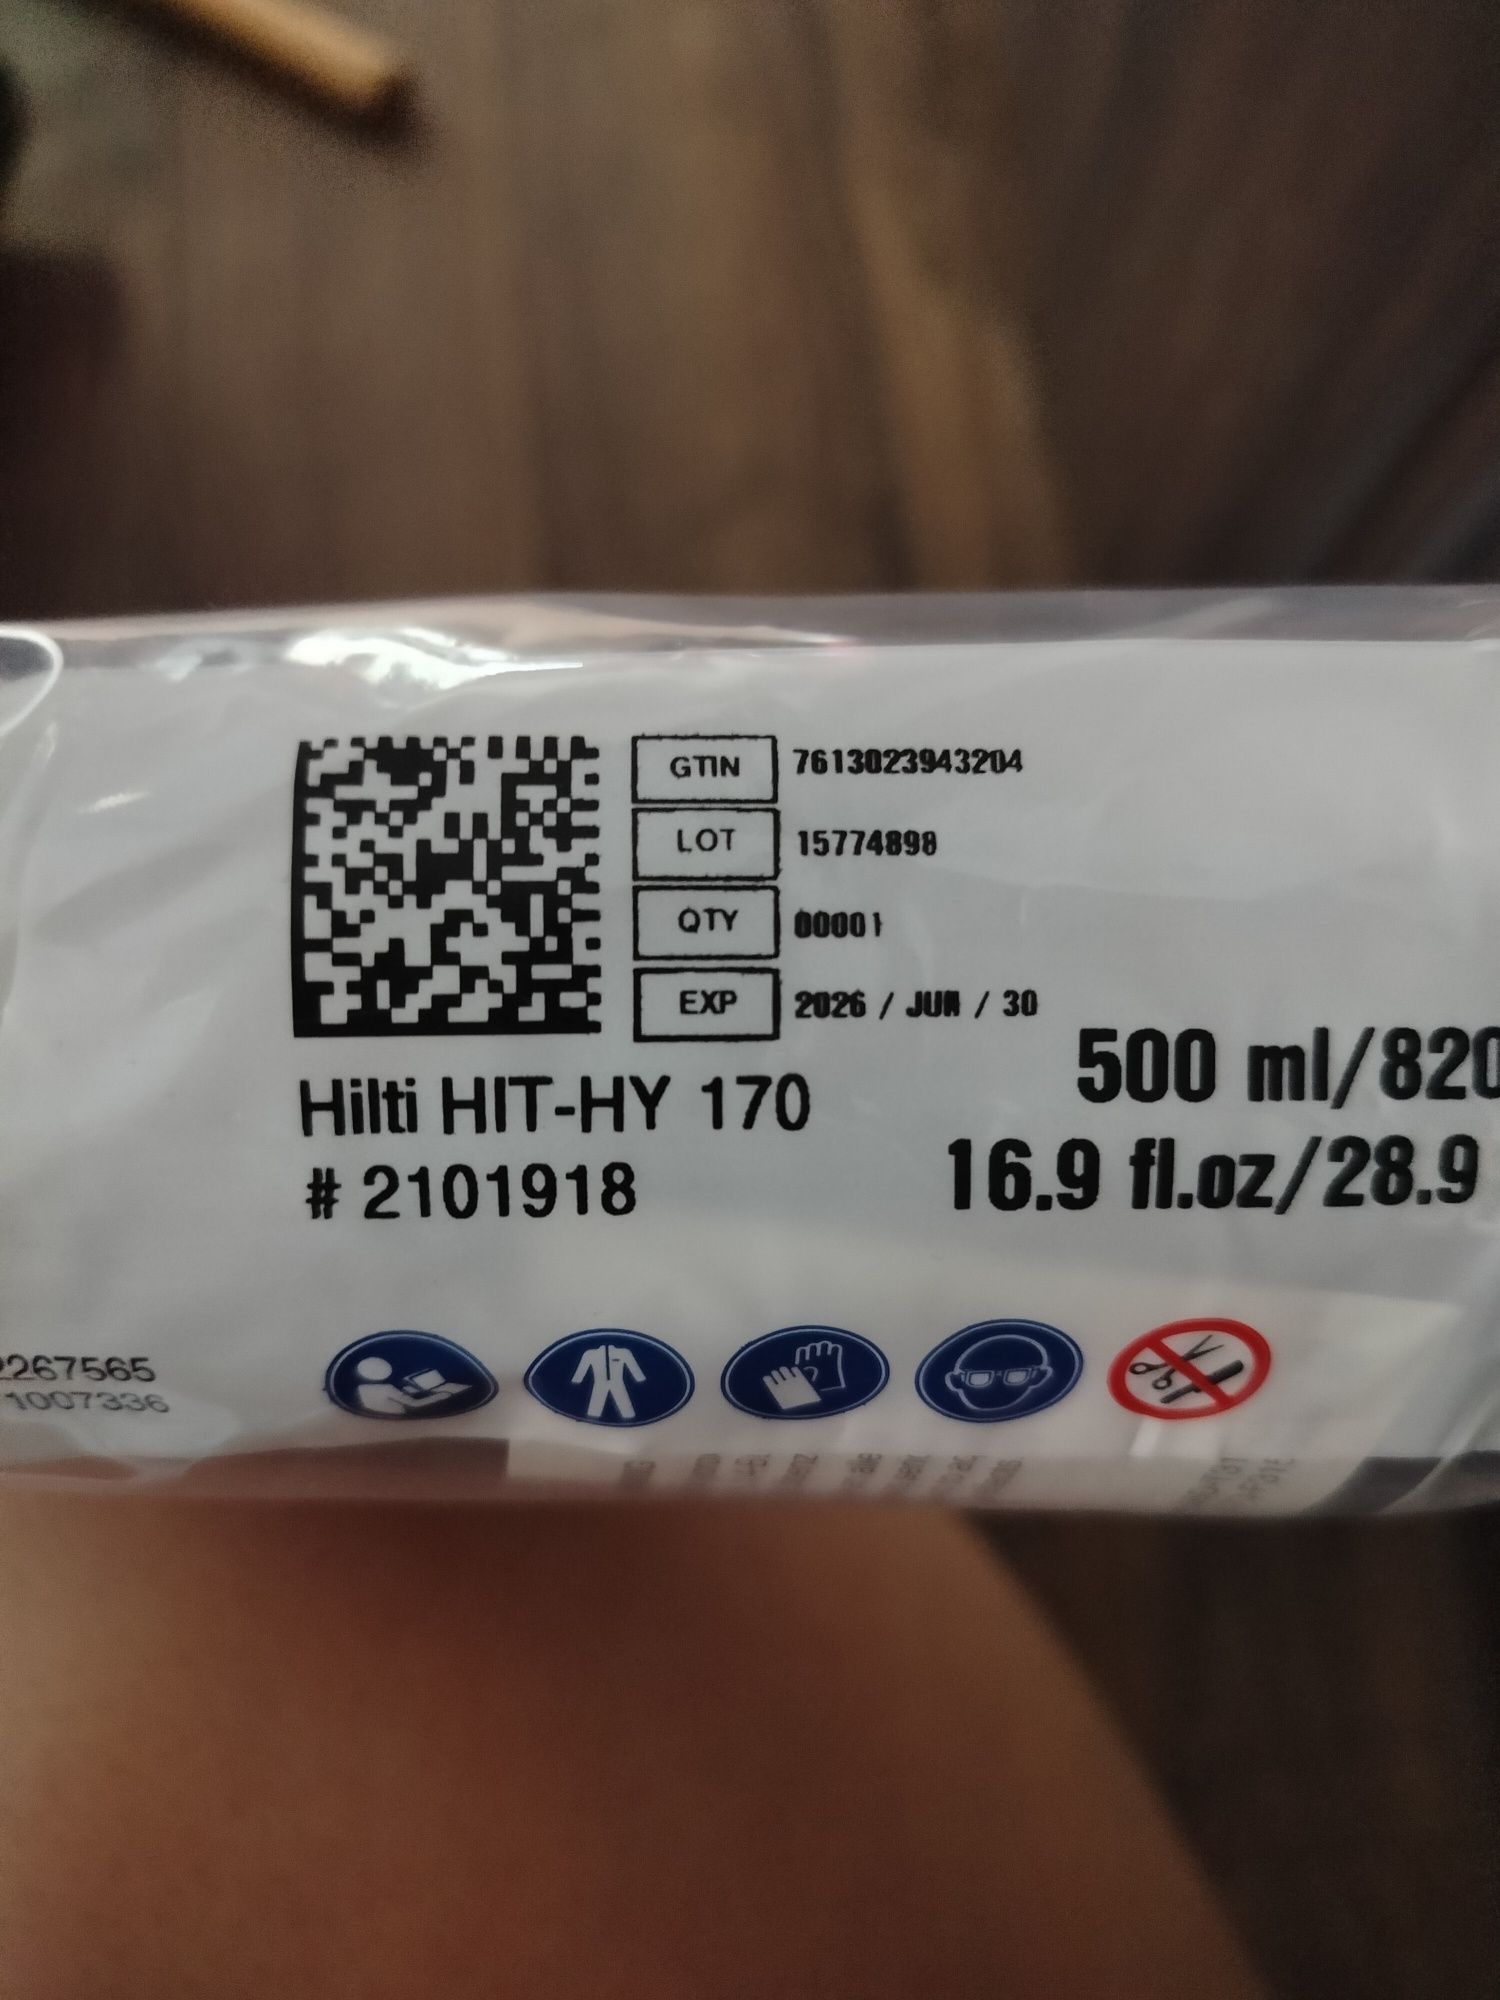 GTIN 7613023943204
LOT 15774898
QTY 00001
EXP 2026 / JUN / 30
500 ml/820
Hilti HIT-HY 170
16.9 fl.oz/28.9
# 2101918
2267565
1007336